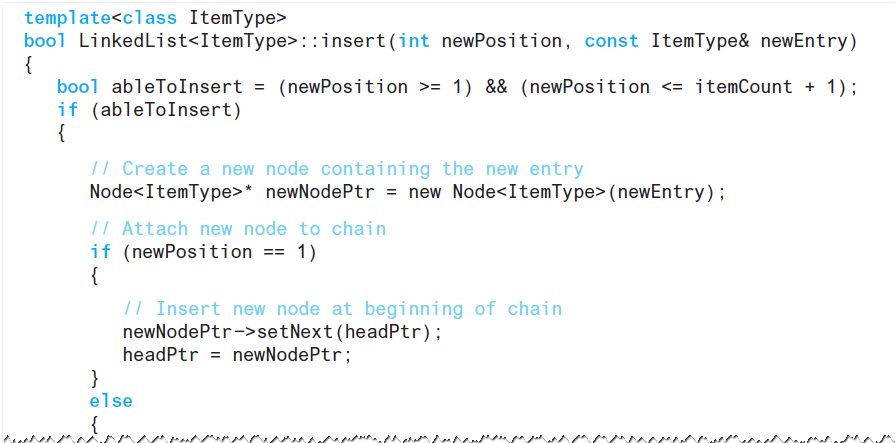 template<class ItemType>
bool LinkedList<ItemType>::insert(int newPosition, const ItemType& newEntry)
{
bool ableToInsert = (newPosition >= 1) && (newPosition <= itemCount + 1);
if (ableToInsert)
{
// Create a new node containing the new entry
Node<ItemType>* newNodePtr = new Node<ItemType>(newEntry);
// Attach new node to chain
if (newPosition == 1)
{
// Insert new node at beginning of chain
newNodePtr->setNext(headPtr);
headPtr = newNodePtr;
}
else
{